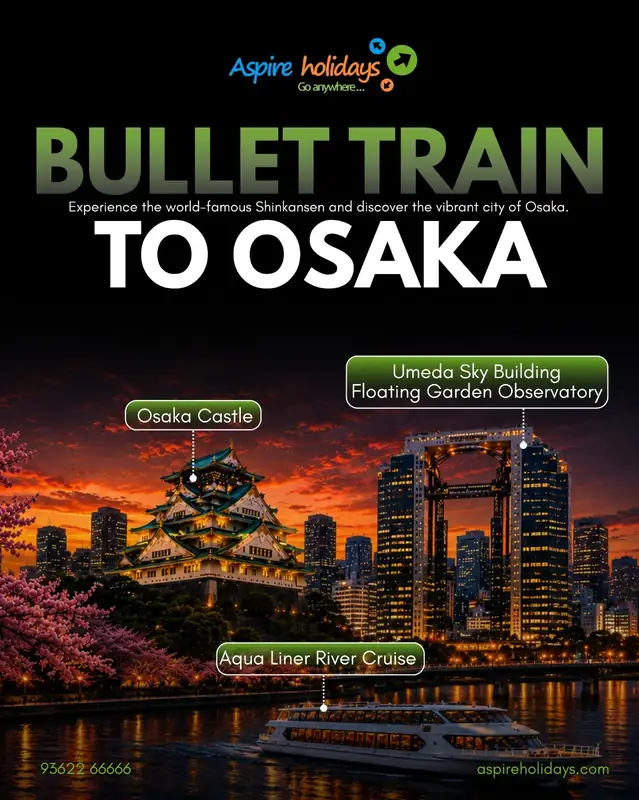 Aspire holidays
Go anywhere...
BULLET TRAIN
Experience the world-famous Shinkansen and discover the vibrant city of Osaka.
TO OSAKA
Umeda Sky Building
Floating Garden Observatory
Osaka Castle
Aqua Liner River Cruise
93622 66666
aspireholidays.com